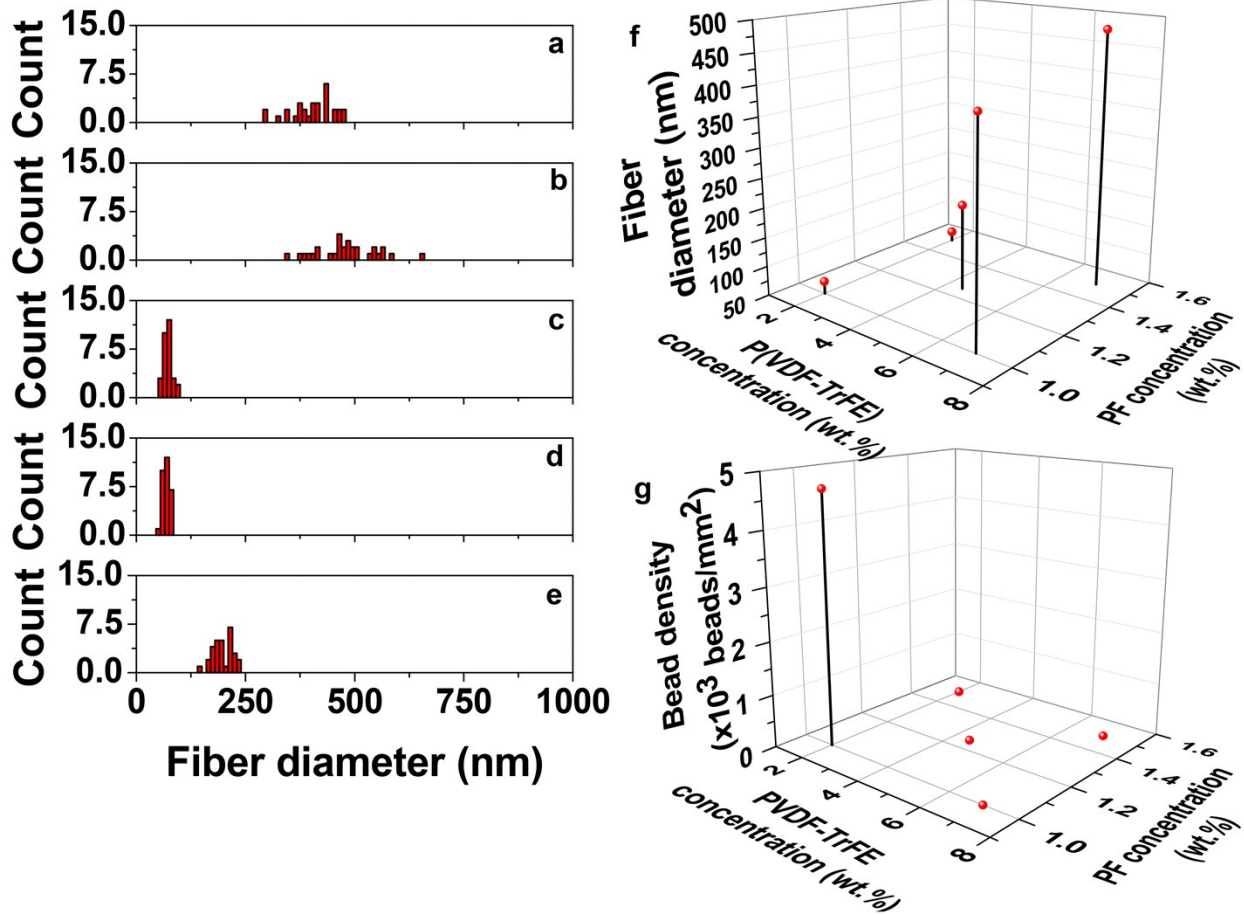 15.0
7.5
0.0
Count
a
15.0
7.5
0.0
Count
b
15.0
7.5
0.0
Count
c
15.0
7.5
0.0
Count
d
15.0
7.5
0.0
Count
e
0 250 500 750 1000
Fiber diameter (nm)
f
500
450
400
350
300
250
200
150
100
50
Fiber
diameter (nm)
2 4 6 8
P(VDF-TrFE)
concentration (wt.%)
1.0 1.2 1.4 1.6
PF concentration
(wt.%)
g
5
4
3
2
1
0
Bead density
(x10³ beads/mm²)
2 4 6 8
PVDF-TrFE
concentration (wt.%)
1.0 1.2 1.4 1.6
PF concentration
(wt.%)